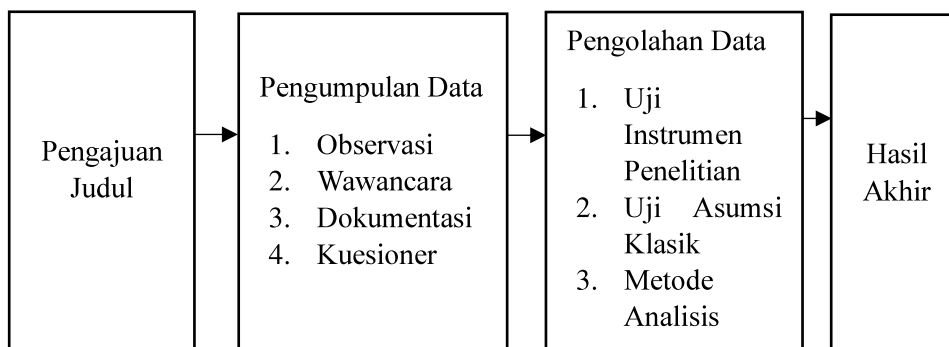 Pengajuan
Judul
Pengumpulan Data
1. Observasi
2. Wawancara
3. Dokumentasi
4. Kuesioner
Pengolahan Data
1. Uji
Instrumen
Penelitian
2. Uji Asumsi
Klasik
3. Metode
Analisis
Hasil
Akhir